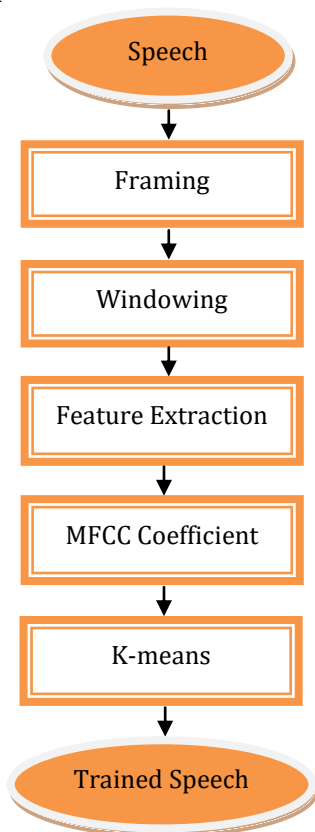 Speech
Framing
Windowing
Feature Extraction
MFCC Coefficient
K-means
Trained Speech